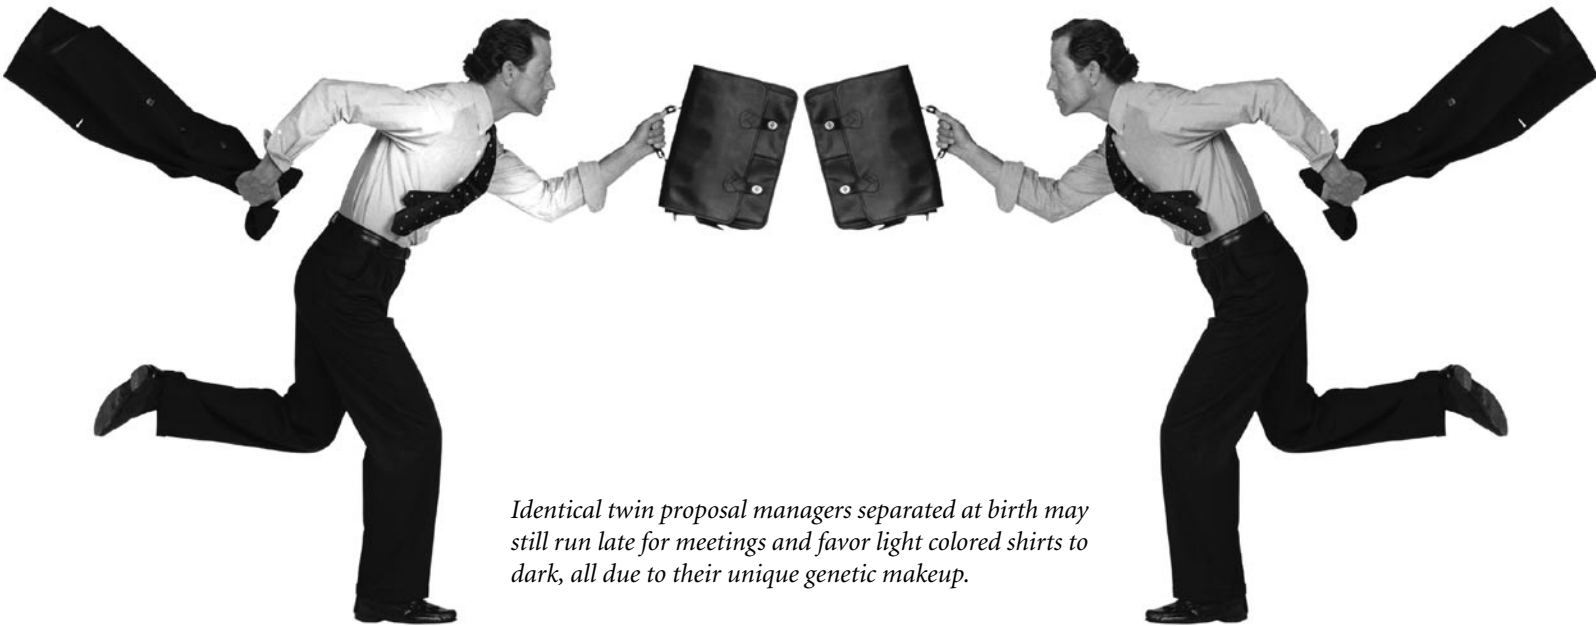 Identical twin proposal managers separated at birth may
still run late for meetings and favor light colored shirts to
dark, all due to their unique genetic makeup.